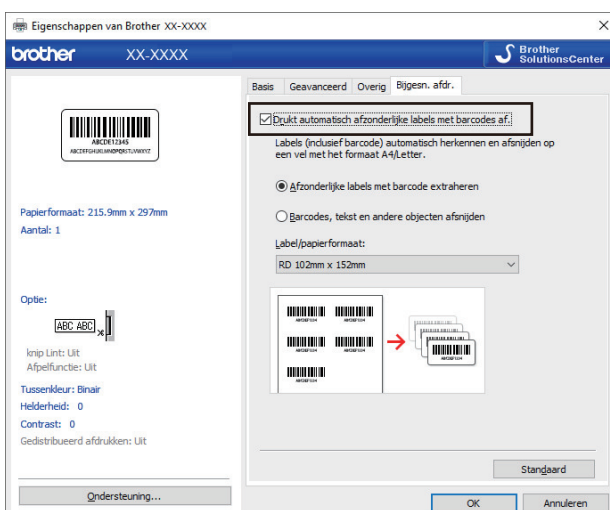 Eigenschappen van Brother XX-XXXX
brother XX-XXXX
Brother
SolutionsCenter
Basis Geavanceerd Overig Bijgesn. afdr.
Drukt automatisch afzonderlijke labels met barcodes af.
Labels (inclusief barcode) automatisch herkennen en afsnijden op
een vel met het formaat A4/Letter.
Afzonderlijke labels met barcode extraheren
Barcodes, tekst en andere objecten afsnijden
Label/papierformaat:
RD 102mm x 152mm
ABCDE12345
Papierformaat: 215.9mm x 297mm
Aantal: 1
Optie:
ABC ABC
knip Lint: Uit
Afpelfunctie: Uit
Tussenkleur: Binair
Helderheid: 0
Contrast: 0
Gedistribueerd afdrukken: Uit
Ondersteuning...
Standaard
OK Annuleren